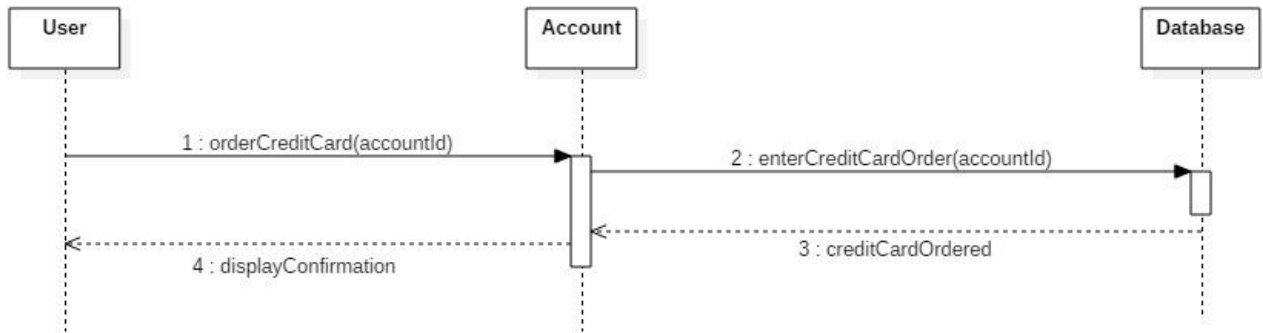 User
Account
Database
1 : orderCreditCard(accountId)
2 : enterCreditCardOrder(accountId)
3 : creditCardOrdered
4 : displayConfirmation